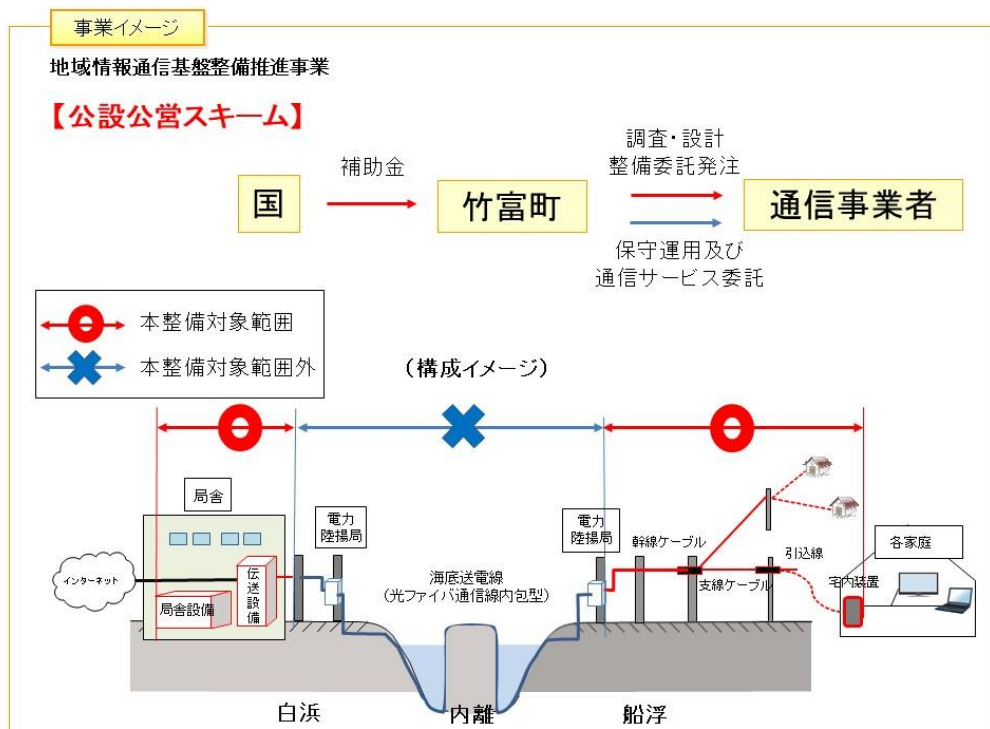 事業イメージ
地域情報通信基盤整備推進事業
【公設公営スキーム】
国
補助金
竹富町
調査・設計
整備委託発注
保守運用及び
通信サービス委託
通信事業者
本整備対象範囲
本整備対象範囲外
（構成イメージ）
局舎
インターネット
局舎設備
伝送設備
電力
陸揚局
海底送電線
（光ファイバ通信線内包型）
電力
陸揚局
幹線ケーブル
支線ケーブル
引込線
宅内装置
各家庭
白浜
内離
船浮